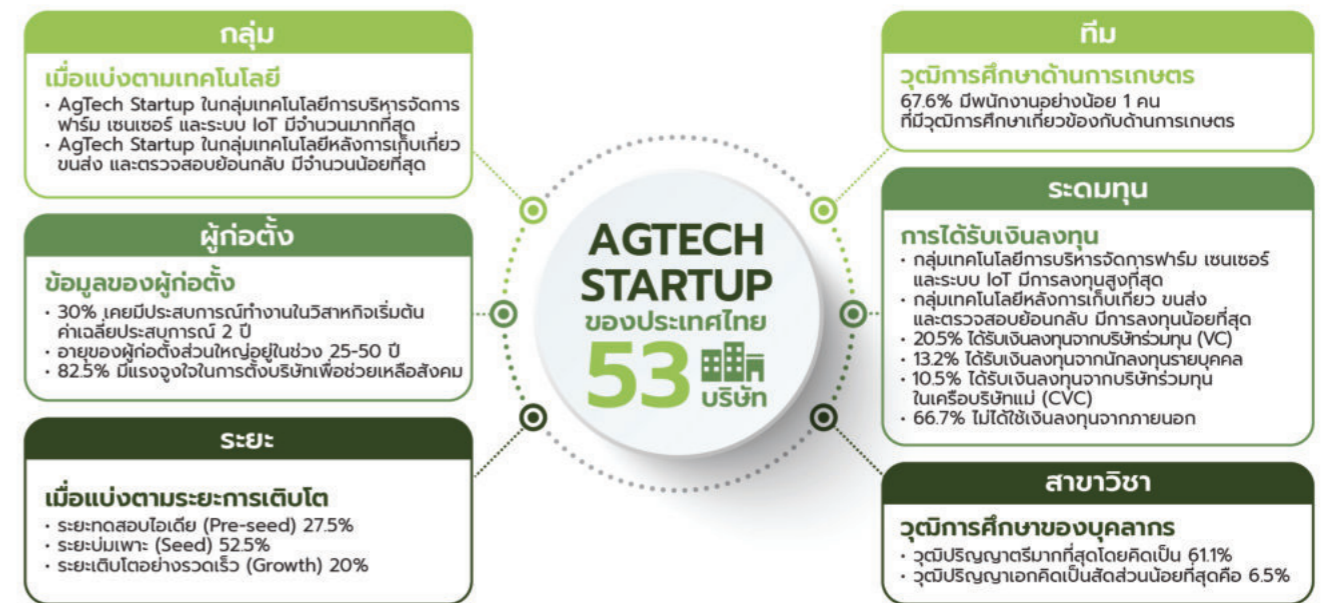 กลุ่ม
เมื่อแบ่งตามเทคโนโลยี
• AgTech Startup ในกลุ่มเทคโนโลยีการบริหารจัดการ
ฟาร์ม เซนเซอร์ และระบบ IoT มีจำนวนมากที่สุด
• AgTech Startup ในกลุ่มเทคโนโลยีหลังการเก็บเกี่ยว
ขนส่ง และตรวจสอบย้อนกลับ มีจำนวนน้อยที่สุด
ผู้ก่อตั้ง
ข้อมูลของผู้ก่อตั้ง
• 30% เคยมีประสบการณ์ทำงานในวิสาหกิจเริ่มต้น
ค่าเฉลี่ยประสบการณ์ 2 ปี
• อายุของผู้ก่อตั้งส่วนใหญ่อยู่ในช่วง 25-50 ปี
• 82.5% มีแรงจูงใจในการตั้งบริษัทเพื่อช่วยเหลือสังคม
ระยะ
เมื่อแบ่งตามระยะการเติบโต
• ระยะทดสอบไอเดีย (Pre-seed) 27.5%
• ระยะบ่มเพาะ (Seed) 52.5%
• ระยะเติบโตอย่างรวดเร็ว (Growth) 20%
AGTECH
STARTUP
ของประเทศไทย
53
บริษัท
ทีม
วุฒิการศึกษาด้านการเกษตร
67.6% มีพนักงานอย่างน้อย 1 คน
ที่มีวุฒิการศึกษาเกี่ยวข้องกับด้านการเกษตร
ระดมทุน
การได้รับเงินลงทุน
• กลุ่มเทคโนโลยีการบริหารจัดการฟาร์ม เซนเซอร์
และระบบ IoT มีการลงทุนสูงที่สุด
• กลุ่มเทคโนโลยีหลังการเก็บเกี่ยว ขนส่ง
และตรวจสอบย้อนกลับ มีการลงทุนน้อยที่สุด
• 20.5% ได้รับเงินลงทุนจากบริษัทร่วมทุน (VC)
• 13.2% ได้รับเงินลงทุนจากนักลงทุนรายบุคคล
• 10.5% ได้รับเงินลงทุนจากบริษัทร่วมทุน
ในเครือบริษัทแม่ (CVC)
• 66.7% ไม่ได้ใช้เงินลงทุนจากภายนอก
สาขาวิชา
วุฒิการศึกษาของบุคลากร
• วุฒิปริญญาตรีมากที่สุดโดยคิดเป็น 61.1%
• วุฒิปริญญาเอกคิดเป็นสัดส่วนน้อยที่สุดคือ 6.5%